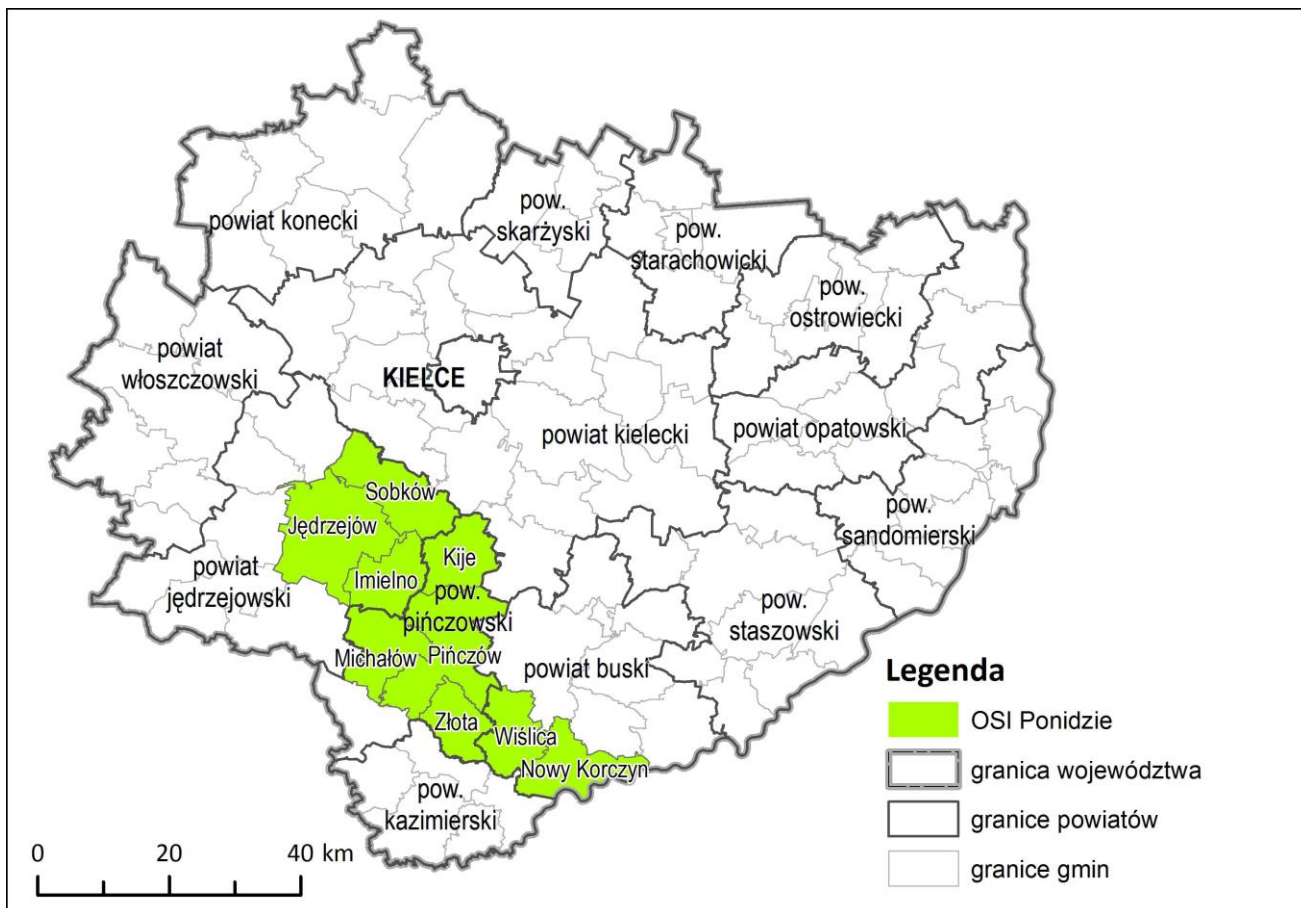 powiat konecki
pow.
skarżyski
pow.
starachowicki
pow.
ostrowiecki
powiat
włoszczowski
KIELCE
powiat kielecki
powiat opatowski
Sobków
Jędrzejów
Kije
Imielno
pow.
pińczowski
powiat
jędrzejowski
pow.
sandomierski
pow.
staszowski
Michałów
Pińczów
powiat buski
Złota
Wiślica
Nowy Korczyn
pow.
kazimierski
Legenda
OSI Ponidzie
granica województwa
granice powiatów
granice gmin
0 20 40 km